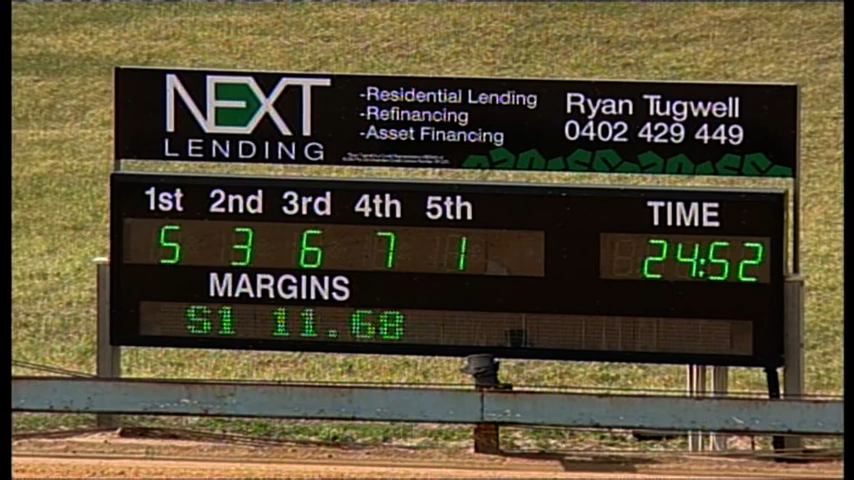 NEXT
LENDING
-Residential Lending
-Refinancing
-Asset Financing
Ryan Tugwell
0402 429 449
1st 2nd 3rd 4th 5th TIME
5 3 6 7 1 24:52
MARGINS
S1 11.68